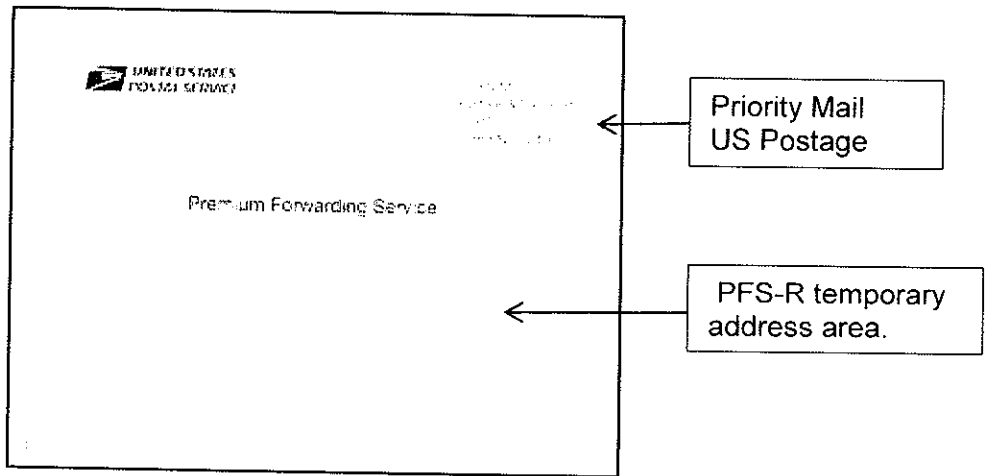 UNITED STATES
POSTAL SERVICE
Priority Mail
US Postage
Premium Forwarding Service
PFS-R temporary
address area.